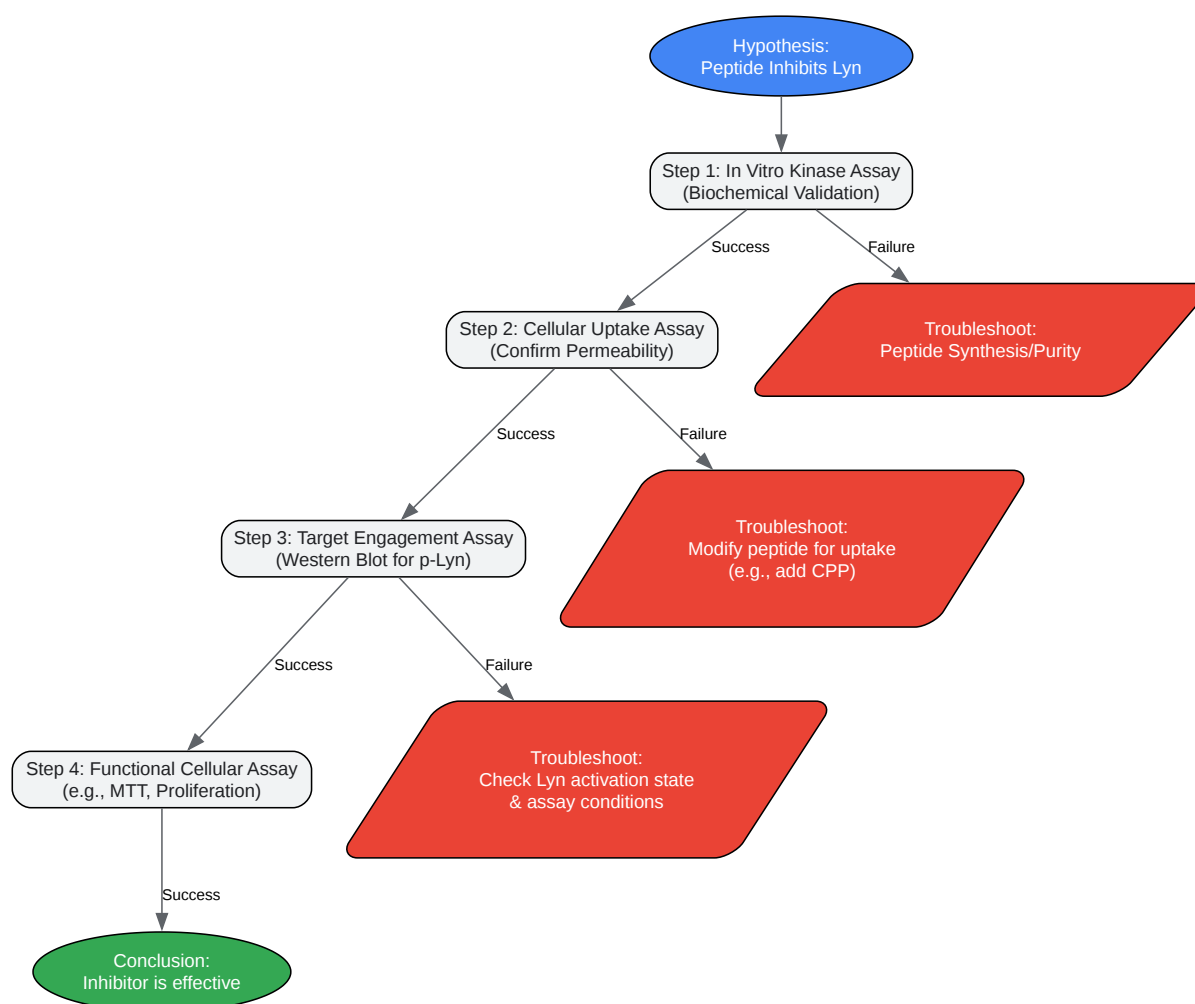 Hypothesis:
Peptide Inhibits Lyn
Step 1: In Vitro Kinase Assay
(Biochemical Validation)
Success
Failure
Troubleshoot:
Peptide Synthesis/Purity
Step 2: Cellular Uptake Assay
(Confirm Permeability)
Success
Failure
Troubleshoot:
Modify peptide for uptake
(e.g., add CPP)
Step 3: Target Engagement Assay
(Western Blot for p-Lyn)
Success
Failure
Troubleshoot:
Check Lyn activation state
& assay conditions
Step 4: Functional Cellular Assay
(e.g., MTT, Proliferation)
Success
Conclusion:
Inhibitor is effective